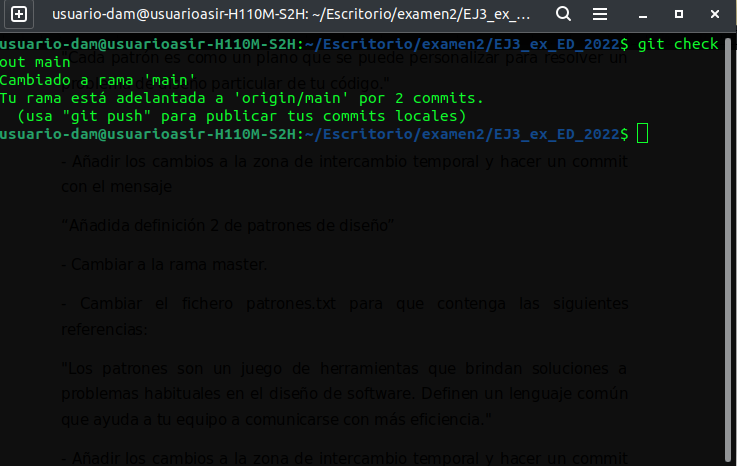 usuario-dam@usuarioasir-H110M-S2H: ~/Escritorio/examen2/EJ3_ex_...
usuario-dam@usuarioasir-H110M-S2H:~/Escritorio/examen2/EJ3_ex_ED_2022$ git check
out main
"Cada patrón es como un plano que se puede personalizar para resolver un
Cambiado a rama 'main'
particular de tu código."
Tu rama está adelantada a 'origin/main' por 2 commits.
(usa "git push" para publicar tus commits locales)
usuario-dam@usuarioasir-H110M-S2H:~/Escritorio/examen2/EJ3_ex_ED_2022$
- Añadir los cambios a la zona de intercambio temporal y hacer un commit
con el mensaje
"Añadida definición 2 de patrones de diseño"
- Cambiar a la rama master.
- Cambiar el fichero patrones.txt para que contenga las siguientes
referencias:
"Los patrones son un juego de herramientas que brindan soluciones a
problemas habituales en el diseño de software. Definen un lenguaje común
que ayuda a tu equipo a comunicarse con más eficiencia."
- Añadir los cambios a la zona de intercambio temporal y hacer un commit